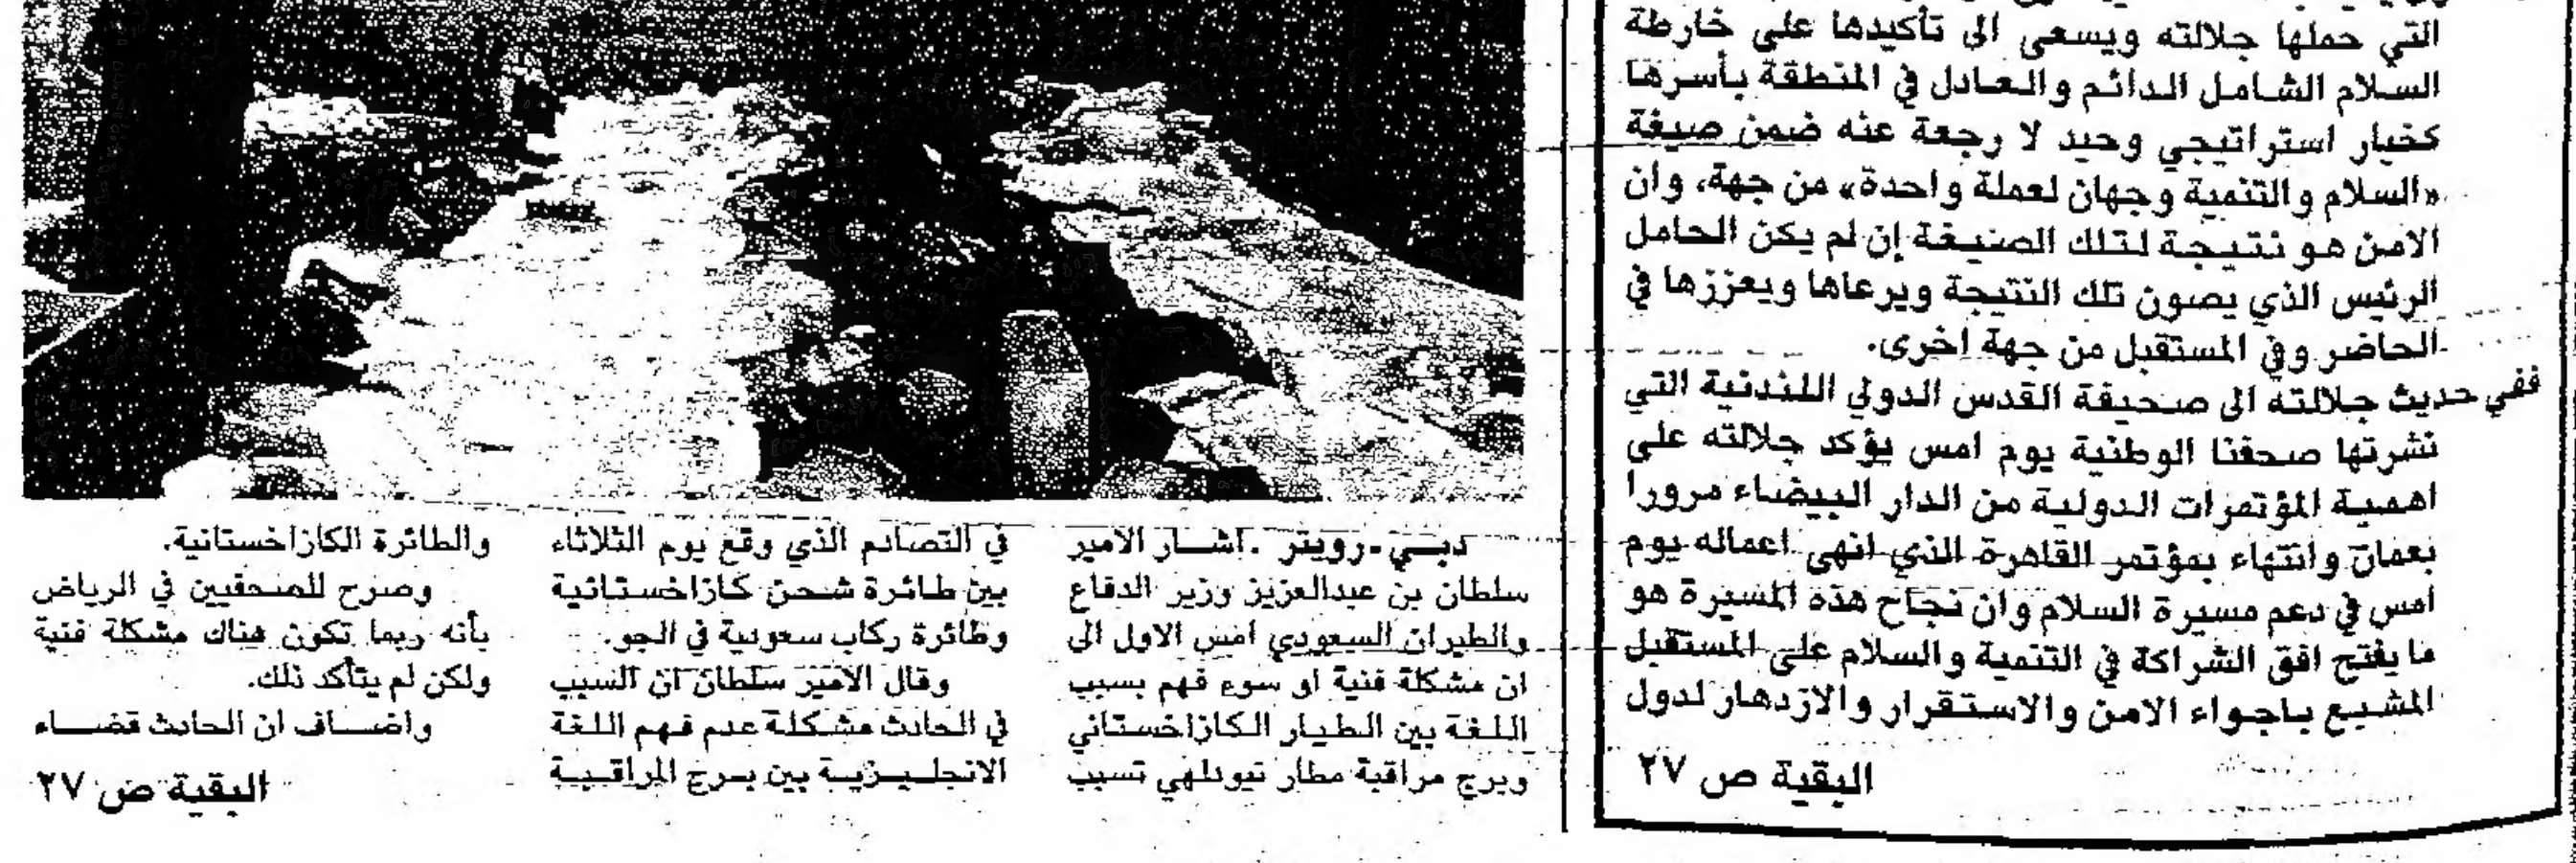 التي حملها جلالته ويسعى الى تأكيدها على خارطة
السلام الشامل الدائم والعادل في المنطقة بأسرها
كخيار استراتيجي وحيد لا رجعة عنه ضمن صيغة
«السلام والتنمية وجهان لعملة واحدة» من جهة، وان
الامن هو نتيجة لتلك الصيغة إن لم يكن الحامل
الرئيس الذي يصون تلك النتيجة ويرعاها ويعززها في
الحاضر وفي المستقبل من جهة اخرى.
ففي حديث جلالته الى صحيفة القدس الدولي اللندنية التي
نشرتها صحفنا الوطنية يوم امس يؤكد جلالته على
اهمية المؤتمرات الدولية من الدار البيضاء مرورا
بعمان وانتهاء بمؤتمر القاهرة الذي انهى اعماله يوم
امس في دعم مسيرة السلام وان نجاح هذه المسيرة هو
ما يفتح افق الشراكة في التنمية والسلام على المستقبل
المشبع باجواء الامن والاستقرار والازدهار لدول
البقية ص ٢٧
دبي ـ رويتر ـ اشار الامير
سلطان بن عبدالعزيز وزير الدفاع
والطيران السعودي امس الاول الى
ان مشكلة فنية او سوء فهم بسبب
اللغة بين الطيار الكازاخستاني
وبرج مراقبة مطار نيودلهي تسبب
في التصادم الذي وقع يوم الثلاثاء
بين طائرة شحن كازاخستانية
وطائرة ركاب سعودية في الجو.
وقال الامير سلطان ان السبب
في الحادث مشكلة عدم فهم اللغة
الانجليزية بين برج المراقبة
والطائرة الكازاخستانية.
وصرح للصحفيين في الرياض
بأنه ربما تكون هناك مشكلة فنية
ولكن لم يتأكد ذلك.
واضاف ان الحادث قضاء
البقية ص ٢٧